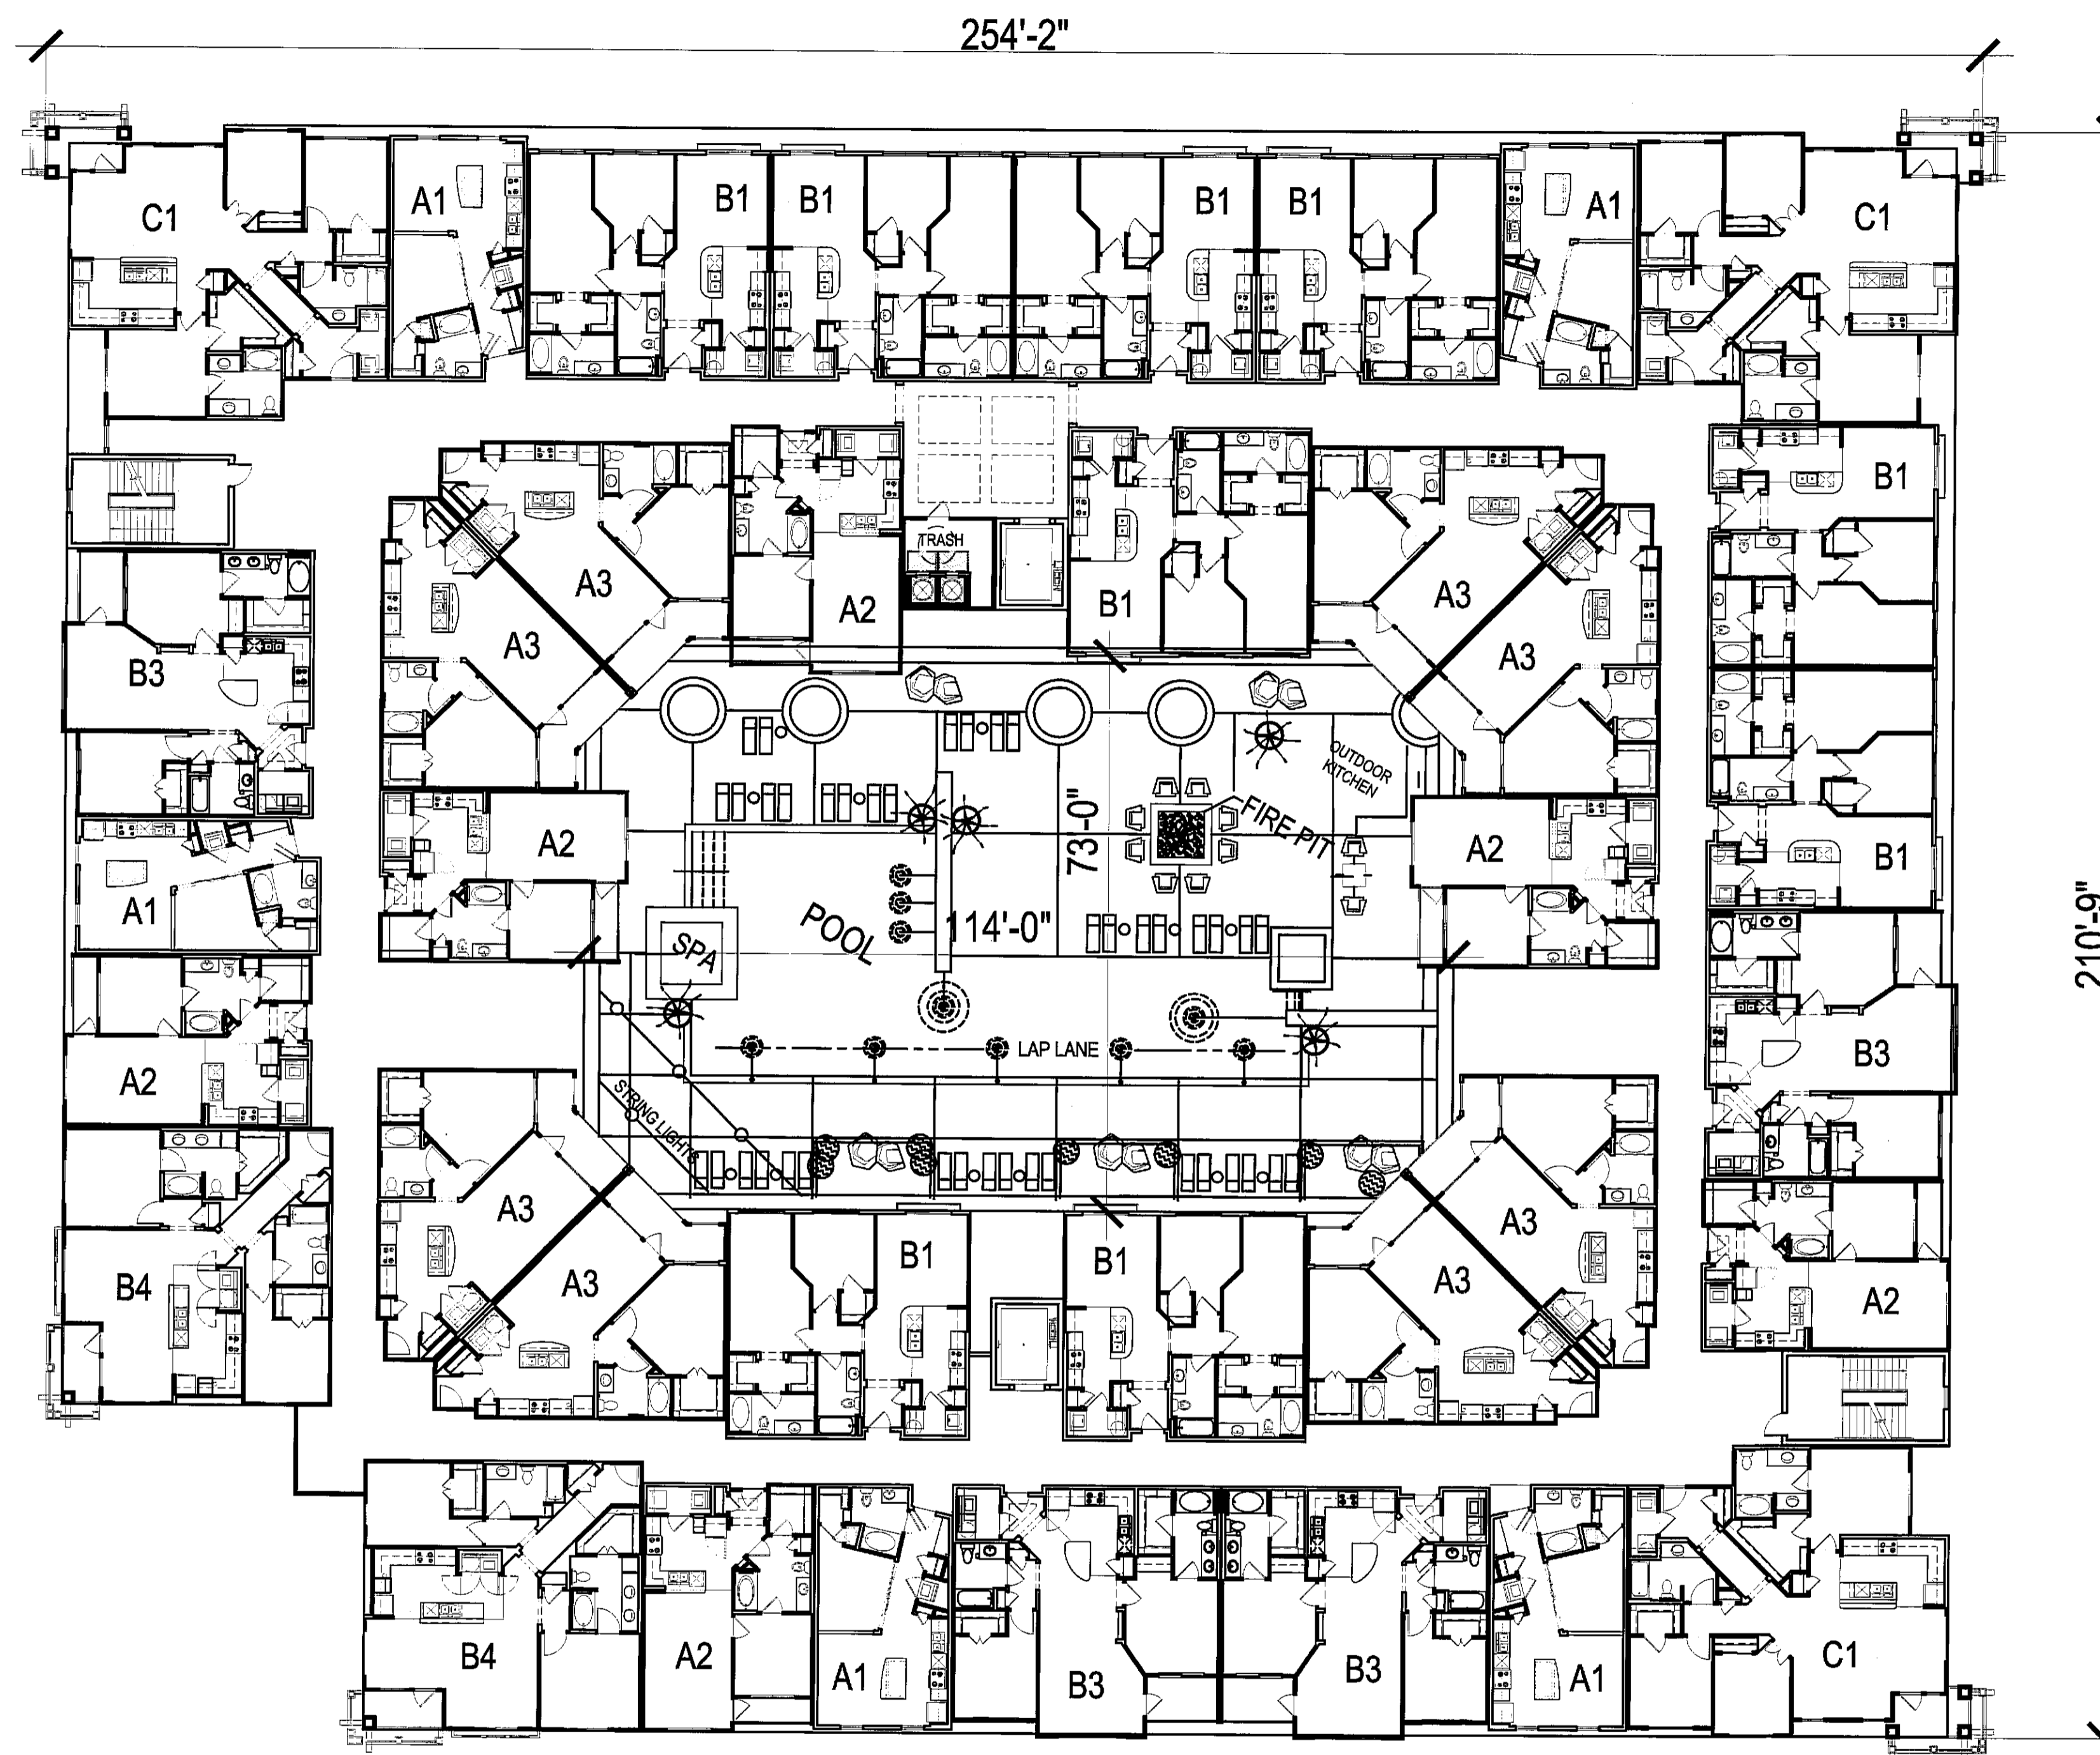 254'-2"
C1
A1
B1
B1
B1
B1
A1
C1
B1
TRASH
A3
A3
A2
B1
A3
A3
B3
OUTDOOR
KITCHEN
FIRE PIT
73'-0"
A2
A2
B1
A1
POOL
114'-0"
SPA
210'-9"
A2
LAP LANE
B3
STRING LIGHTS
A3
A3
B4
A3
B1
B1
A3
A2
B4
A2
A1
B3
B3
A1
C1